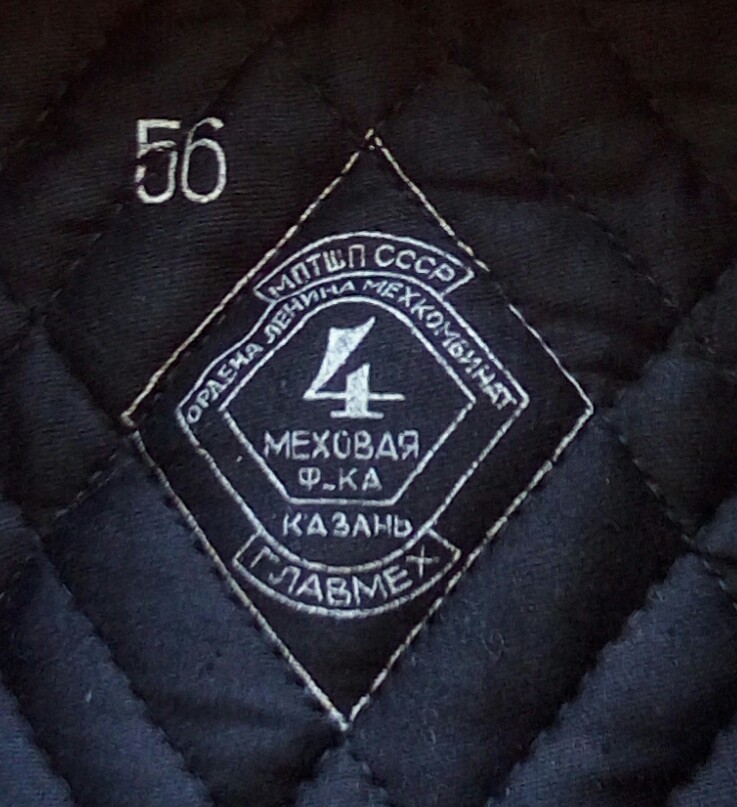 56
МПТШП СССР
ОРДЕНА ЛЕНИНА МЕХКОМБИНАТ
4
МЕХОВАЯ
Ф-КА
КАЗАНЬ
ГЛАВМЕХ